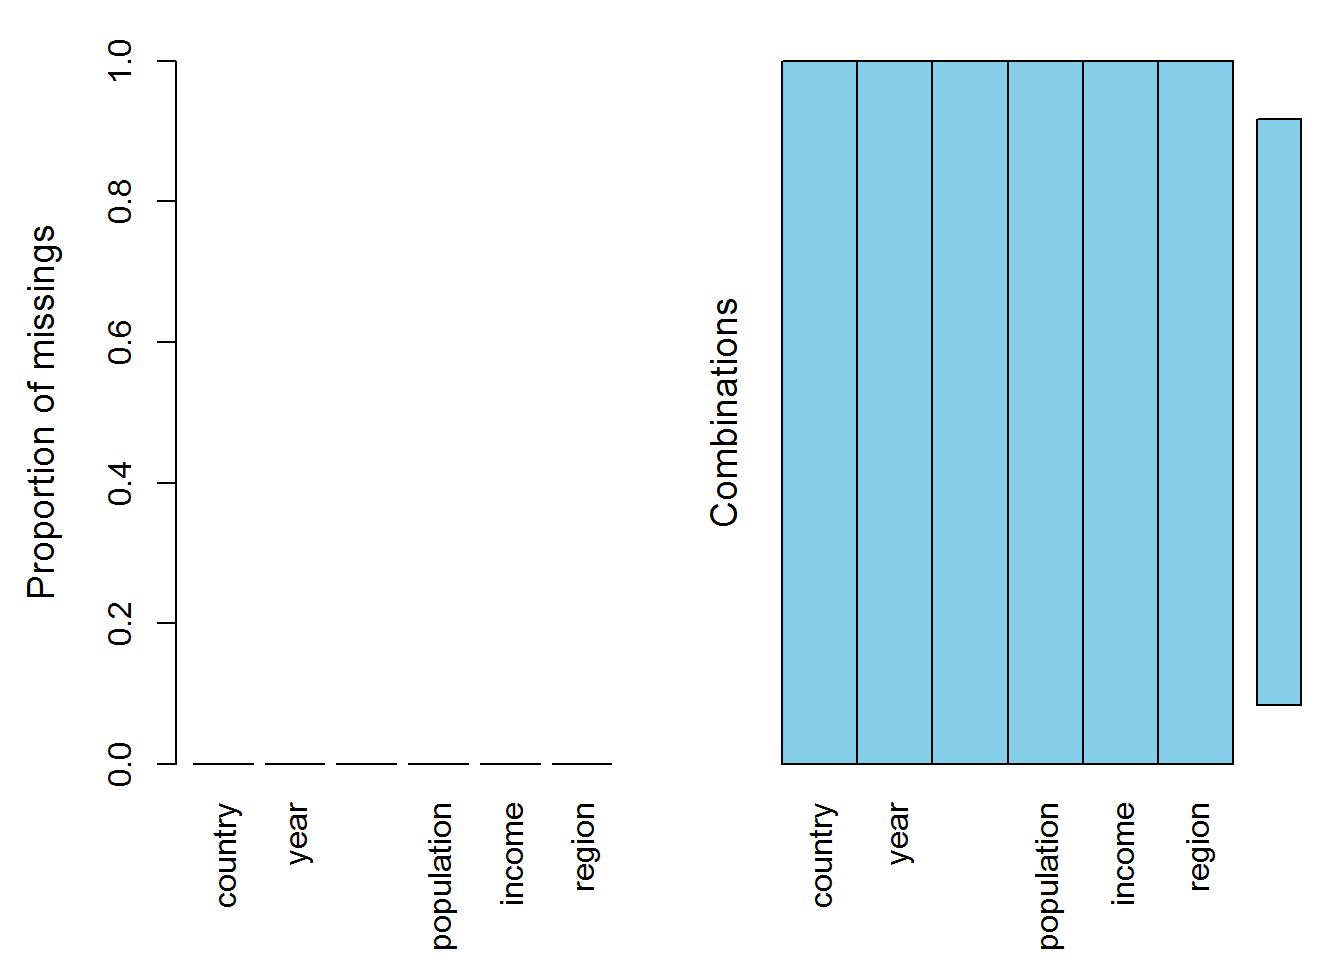 Proportion of missings
1.0
0.8
0.6
0.4
0.2
0.0
country
year
population
income
region
Combinations
country
year
population
income
region